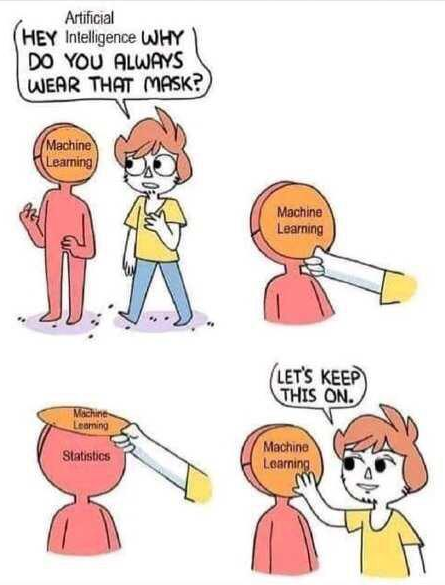 Artificial
HEY Intelligence WHY
DO YOU ALWAYS
WEAR THAT MASK?
Machine
Learning
Machine
Learning
Machine
Learning
Statistics
LET'S KEEP
THIS ON.
Machine
Learning